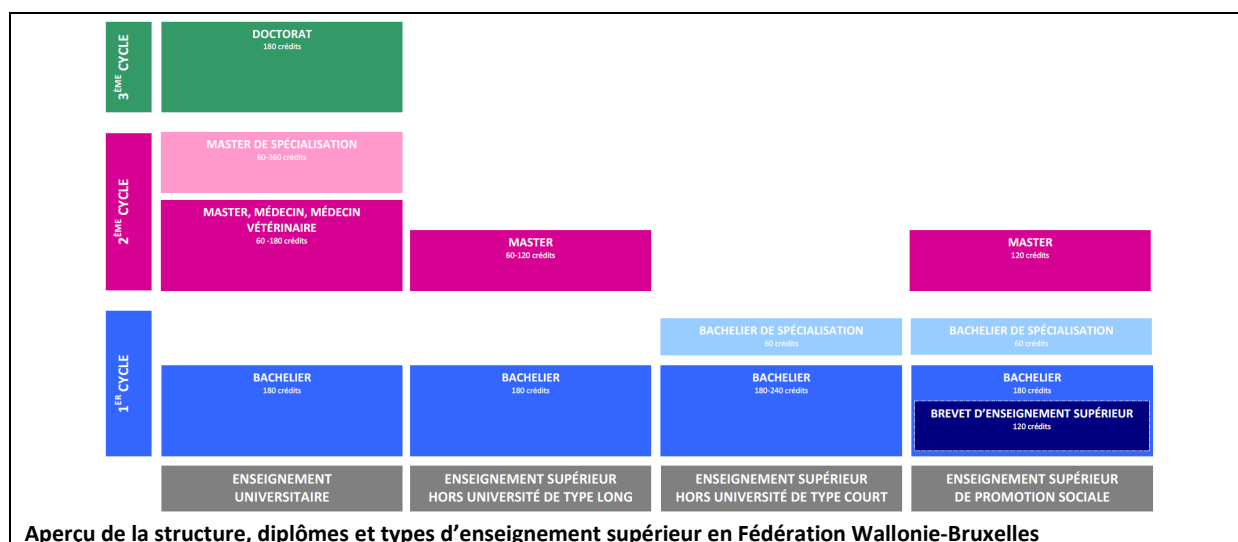 3ÈME CYCLE
DOCTORAT
180 crédits
2ÈME CYCLE
MASTER DE SPÉCIALISATION
60-360 crédits
MASTER, MÉDECIN, MÉDECIN
VÉTÉRINAIRE
60 -180 crédits
MASTER
60-120 crédits
MASTER
120 crédits
1ER CYCLE
BACHELIER DE SPÉCIALISATION
60 crédits
BACHELIER DE SPÉCIALISATION
60 crédits
BACHELIER
180 crédits
BACHELIER
180 crédits
BACHELIER
180-240 crédits
BACHELIER
180 crédits
BREVET D'ENSEIGNEMENT SUPÉRIEUR
120 crédits
ENSEIGNEMENT
UNIVERSITAIRE
ENSEIGNEMENT SUPÉRIEUR
HORS UNIVERSITÉ DE TYPE LONG
ENSEIGNEMENT SUPÉRIEUR
HORS UNIVERSITÉ DE TYPE COURT
ENSEIGNEMENT SUPÉRIEUR
DE PROMOTION SOCIALE
Aperçu de la structure, diplômes et types d'enseignement supérieur en Fédération Wallonie-Bruxelles